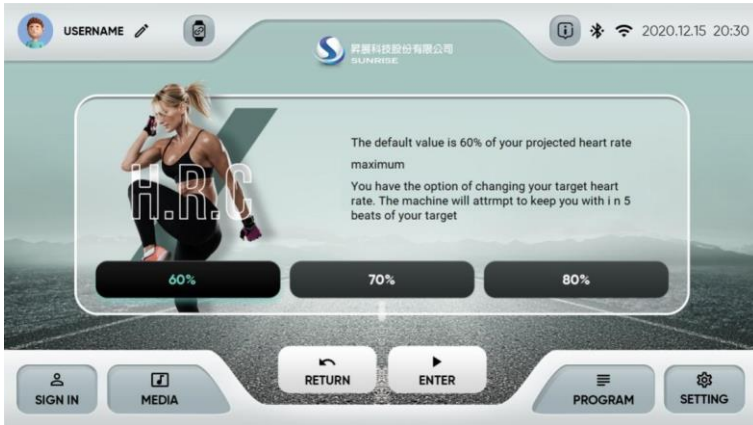 USERNAME
昇展科技股份有限公司
SUNRISE
2020.12.15 20:30
H.R.C
The default value is 60% of your projected heart rate
maximum
You have the option of changing your target heart
rate. The machine will attrmpt to keep you with i n 5
beats of your target
60%
70%
80%
RETURN
ENTER
SIGN IN
MEDIA
PROGRAM
SETTING